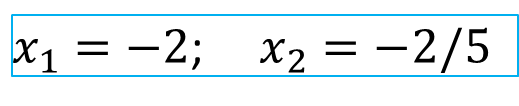 x₁ = −2;  x₂ = −2/5